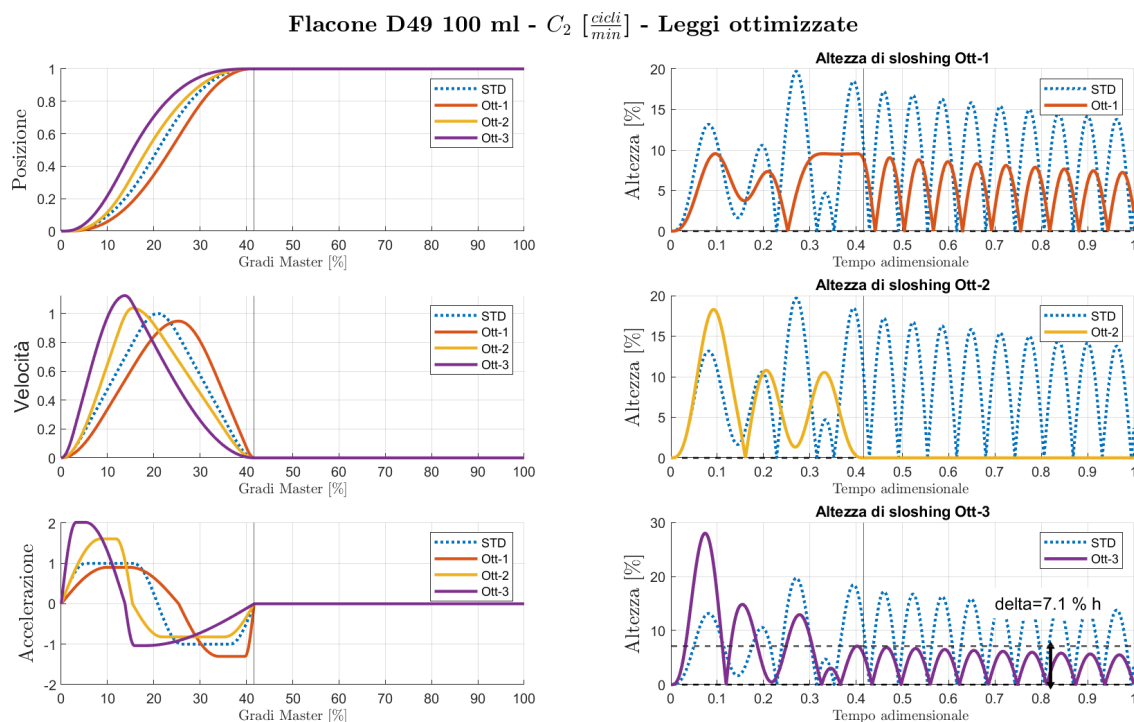 Flacone D49 100 ml - C₂ [cicli/min] - Leggi ottimizzate
Posizione
1
0.8
0.6
0.4
0.2
0
0 10 20 30 40 50 60 70 80 90 100
Gradi Master [%]
STD
Ott-1
Ott-2
Ott-3
Altezza di sloshing Ott-1
Altezza [%]
20
15
10
5
0
0 0.1 0.2 0.3 0.4 0.5 0.6 0.7 0.8 0.9 1
Tempo adimensionale
STD
Ott-1
Velocità
1
0.8
0.6
0.4
0.2
0
0 10 20 30 40 50 60 70 80 90 100
Gradi Master [%]
STD
Ott-1
Ott-2
Ott-3
Altezza di sloshing Ott-2
Altezza [%]
20
15
10
5
0
0 0.1 0.2 0.3 0.4 0.5 0.6 0.7 0.8 0.9 1
Tempo adimensionale
STD
Ott-2
Accelerazione
2
1
0
-1
-2
0 10 20 30 40 50 60 70 80 90 100
Gradi Master [%]
STD
Ott-1
Ott-2
Ott-3
Altezza di sloshing Ott-3
Altezza [%]
30
20
10
0
0 0.1 0.2 0.3 0.4 0.5 0.6 0.7 0.8 0.9 1
Tempo adimensionale
STD
Ott-3
delta=7.1 % h